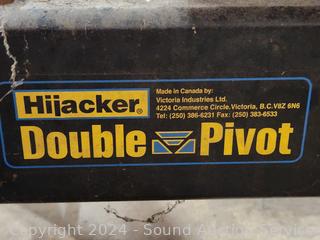 Hijacker®
Made in Canada by:
Victoria Industries Ltd.
4224 Commerce Circle. Victoria, B.C. V8Z 6N6
Tel: (250) 386-6231 Fax: (250) 383-6533
Double Pivot
Copyright 2024 - Sound Auction Service